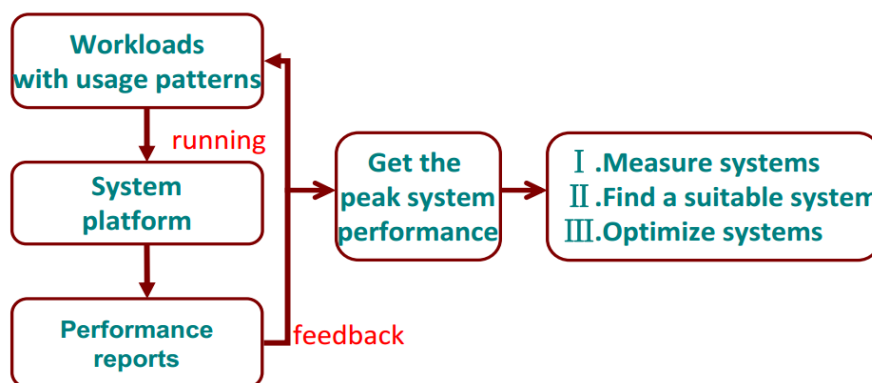 Workloads
with usage patterns
running
System
platform
Performance
reports
feedback
Get the
peak system
performance
Ⅰ.Measure systems
Ⅱ.Find a suitable system
Ⅲ.Optimize systems